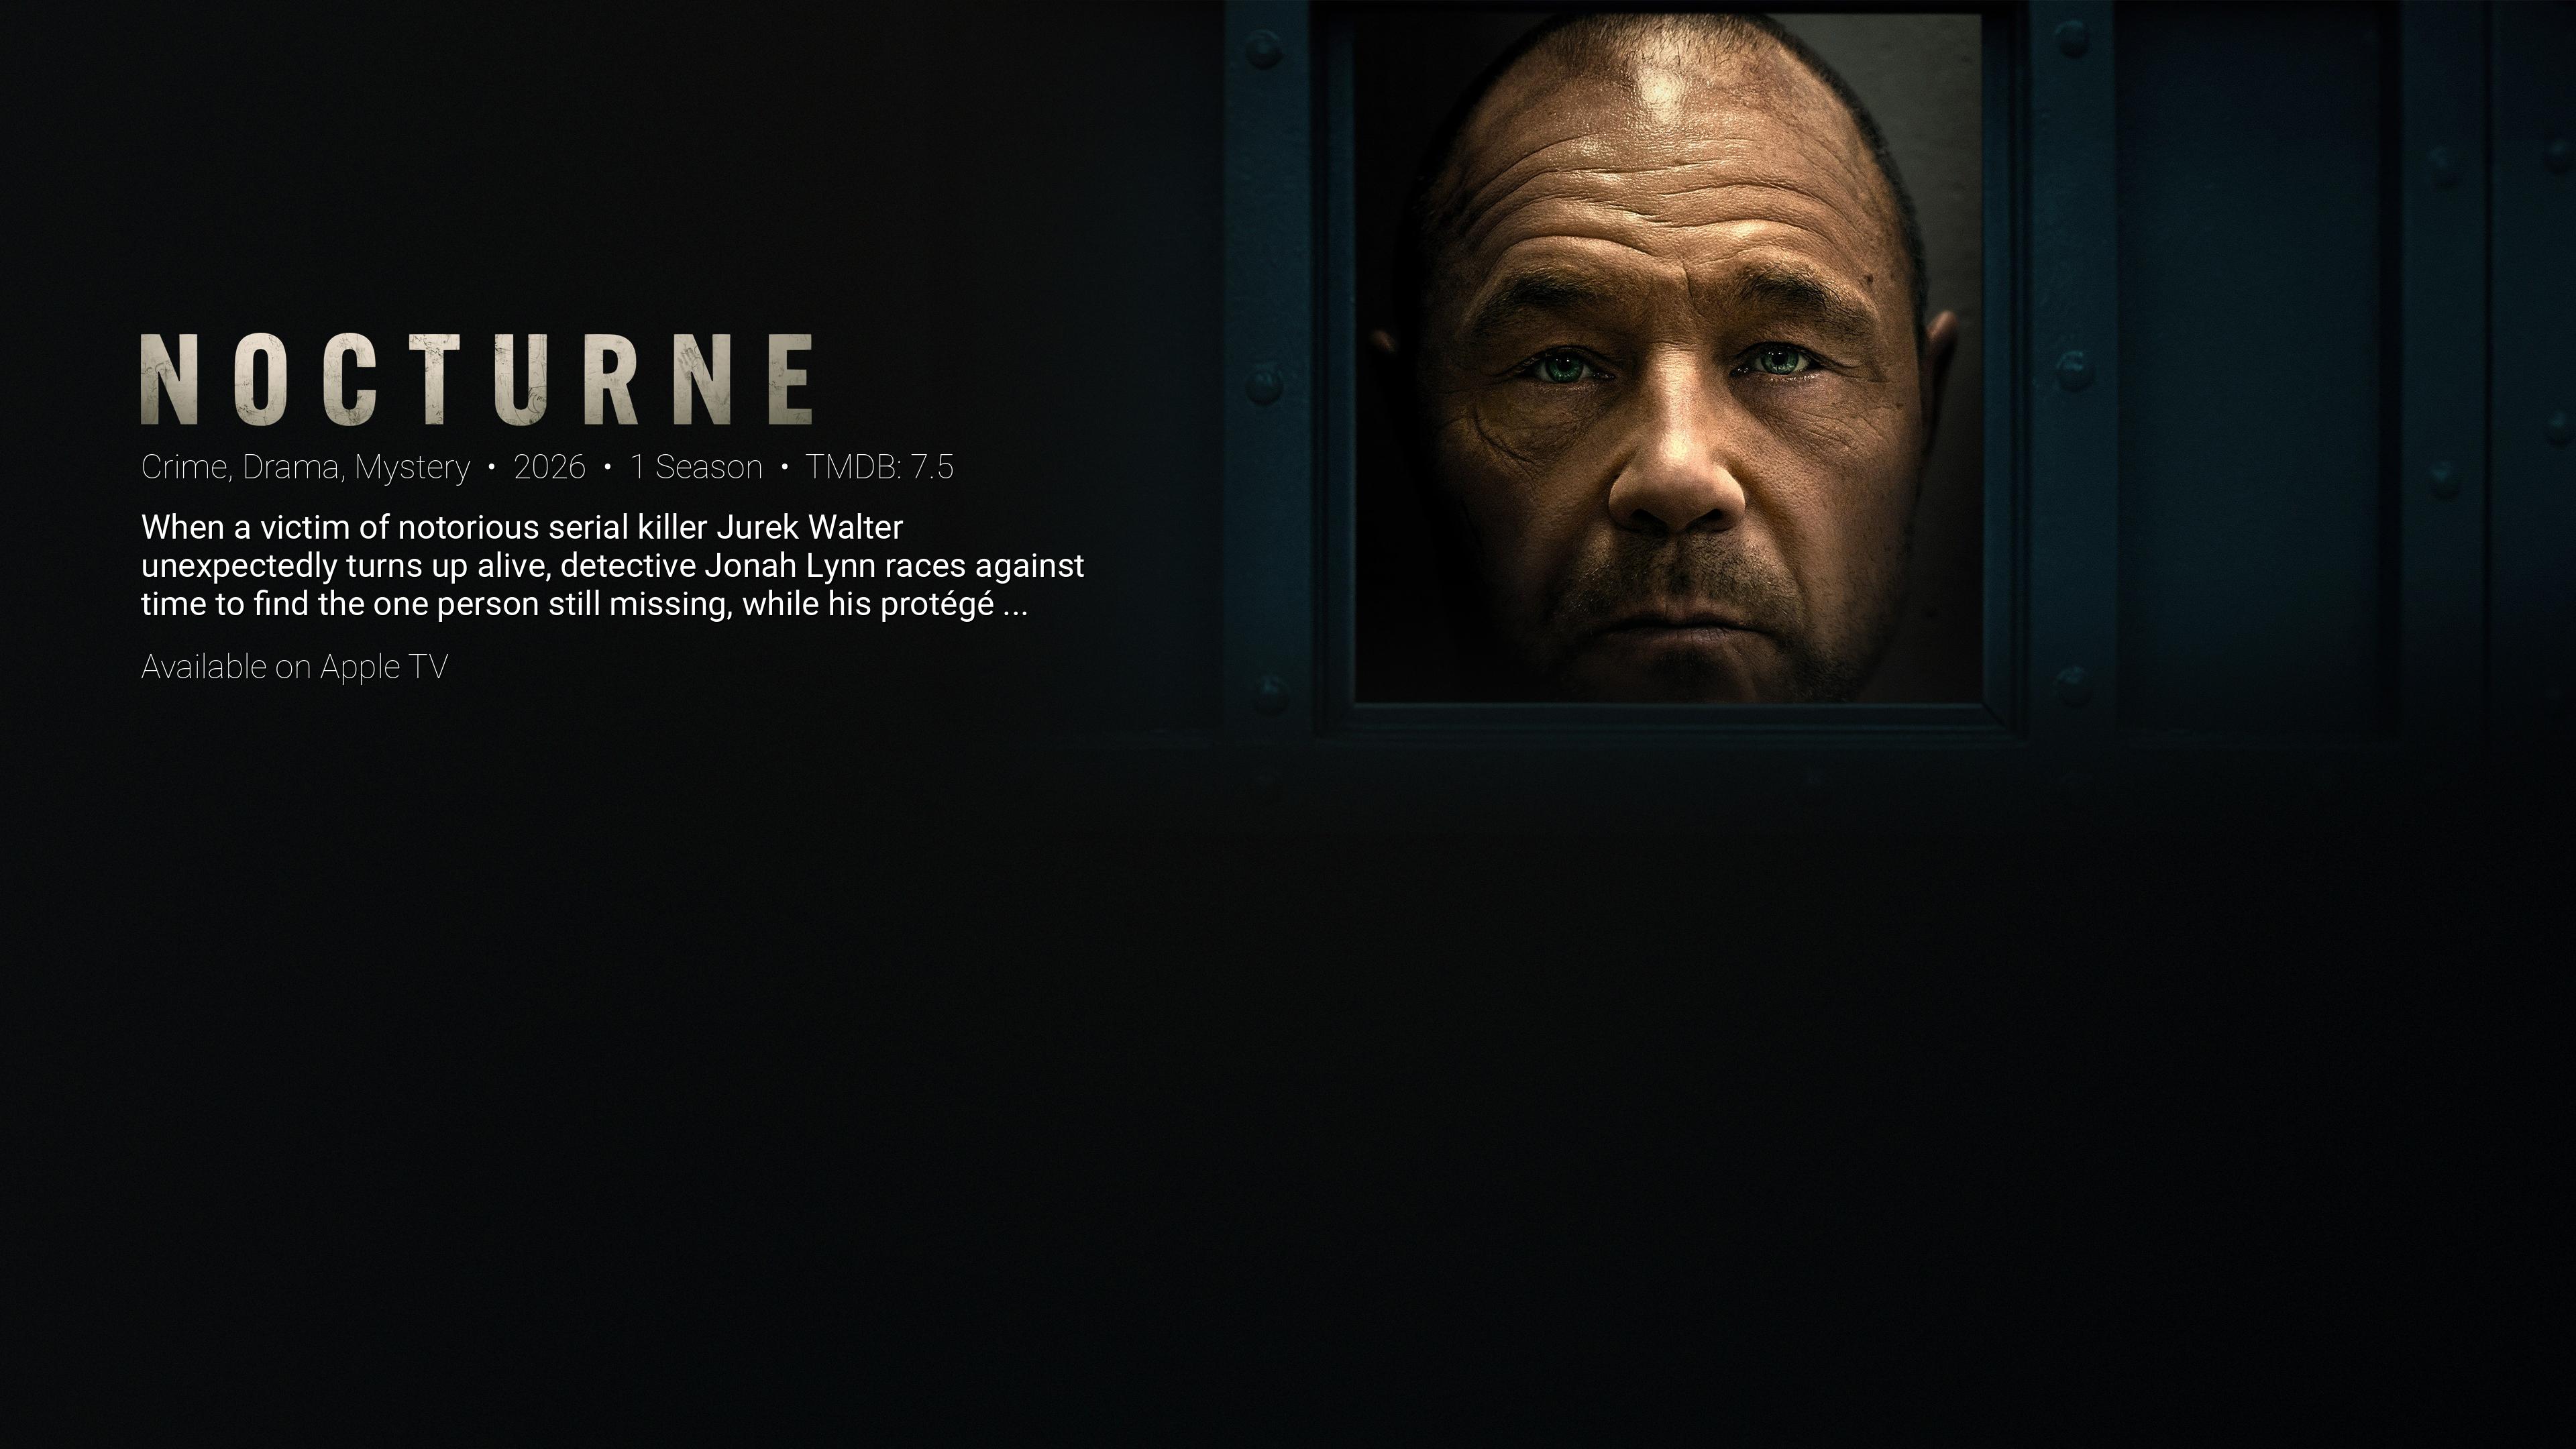 NOCTURNE
Crime, Drama, Mystery • 2026 • 1 Season • TMDB: 7.5
When a victim of notorious serial killer Jurek Walter
unexpectedly turns up alive, detective Jonah Lynn races against
time to find the one person still missing, while his protégé ...
Available on Apple TV